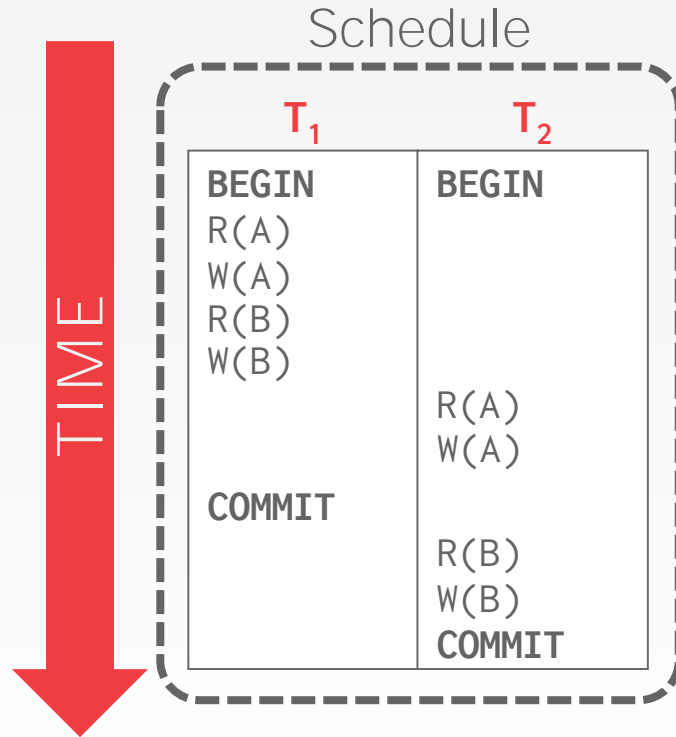 Schedule
TIME
T₁ T₂
BEGIN BEGIN
R(A)
W(A)
R(B)
W(B)
R(A)
W(A)
COMMIT
R(B)
W(B)
COMMIT